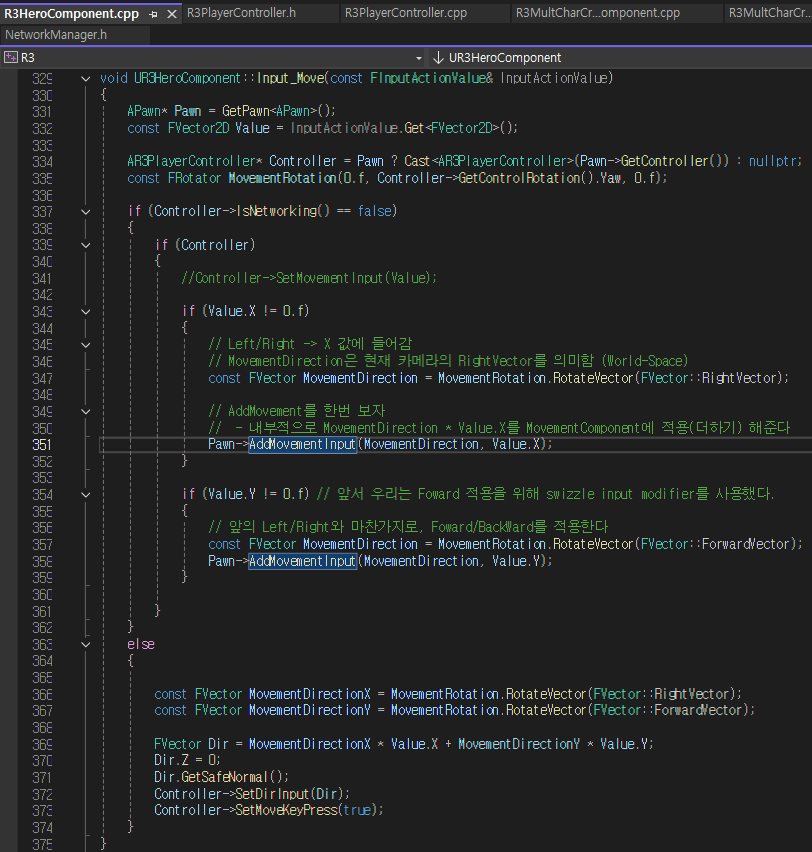 R3HeroComponent.cpp R3PlayerController.h R3PlayerController.cpp R3MultCharCr...omponent.cpp R3MultCharCr...
NetworkManager.h
R3 UR3HeroComponent
329 void UR3HeroComponent::Input_Move(const FInputActionValue& InputActionValue)
330 {
331 APawn* Pawn = GetPawn<APawn>();
332 const FVector2D Value = InputActionValue.Get<FVector2D>();
333
334 AR3PlayerController* Controller = Pawn ? Cast<AR3PlayerController>(Pawn->GetController()) : nullptr;
335 const FRotator MovementRotation(0.f, Controller->GetControlRotation().Yaw, 0.f);
336
337 if (Controller->IsNetworking() == false)
338 {
339 if (Controller)
340 {
341 //Controller->SetMovementInput(Value);
342
343 if (Value.X != 0.f)
344 {
345 // Left/Right -> X 값에 들어감
346 // MovementDirection은 현재 카메라의 RightVector를 의미함 (World-Space)
347 const FVector MovementDirection = MovementRotation.RotateVector(FVector::RightVector);
348
349 // AddMovement를 한번 보자
350 // - 내부적으로 MovementDirection * Value.X를 MovementComponent에 적용(더하기) 해준다
351 Pawn->AddMovementInput(MovementDirection, Value.X);
352 }
353
354 if (Value.Y != 0.f) // 앞서 우리는 Foward 적용을 위해 swizzle input modifier를 사용했다.
355 {
356 // 앞의 Left/Right와 마찬가지로, Foward/BackWard를 적용한다
357 const FVector MovementDirection = MovementRotation.RotateVector(FVector::ForwardVector);
358 Pawn->AddMovementInput(MovementDirection, Value.Y);
359 }
360
361 }
362 }
363 else
364 {
365
366 const FVector MovementDirectionX = MovementRotation.RotateVector(FVector::RightVector);
367 const FVector MovementDirectionY = MovementRotation.RotateVector(FVector::ForwardVector);
368
369 FVector Dir = MovementDirectionX * Value.X + MovementDirectionY * Value.Y;
370 Dir.Z = 0;
371 Dir.GetSafeNormal();
372 Controller->SetDirInput(Dir);
373 Controller->SetMoveKeyPress(true);
374 }
375 }